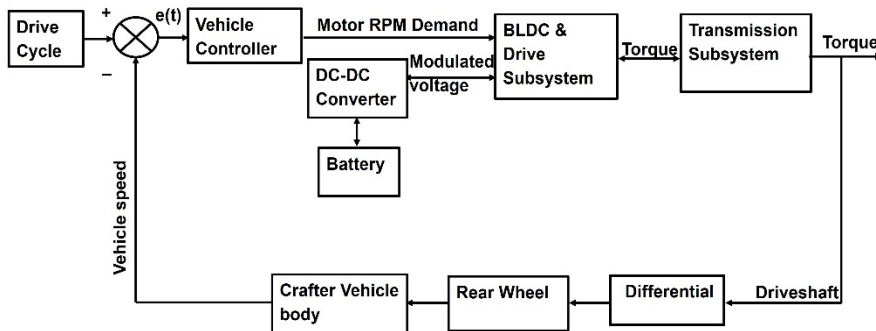 Drive
Cycle
+
−
e(t)
Vehicle
Controller
Motor RPM Demand
BLDC &
Drive
Subsystem
Torque
Transmission
Subsystem
Torque
DC-DC
Converter
Modulated
voltage
Battery
Vehicle speed
Crafter Vehicle
body
Rear Wheel
Differential
Driveshaft